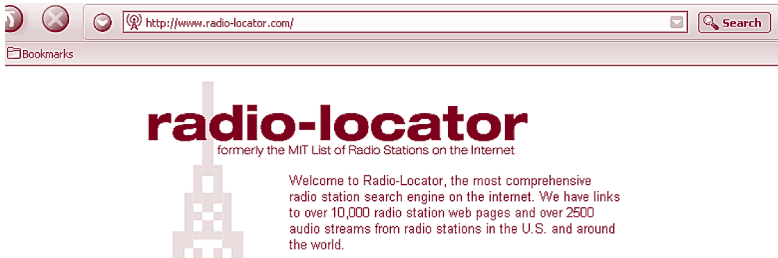 http://www.radio-locator.com/
Search
Bookmarks
radio-locator
formerly the MIT List of Radio Stations on the Internet
Welcome to Radio-Locator, the most comprehensive
radio station search engine on the internet. We have links
to over 10,000 radio station web pages and over 2500
audio streams from radio stations in the U.S. and around
the world.